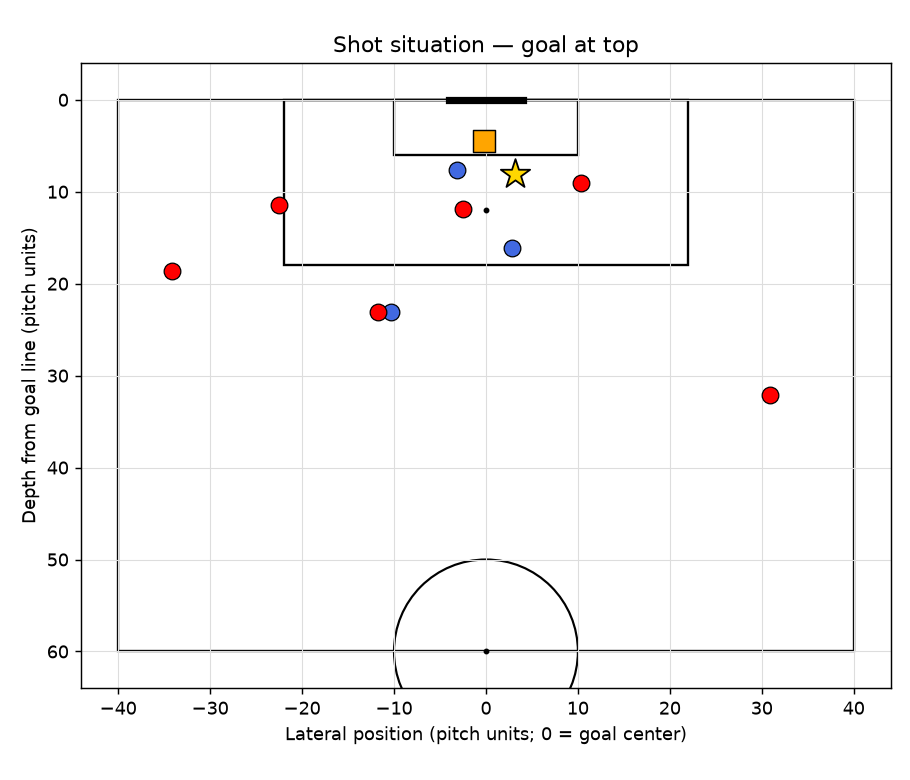 Shot situation — goal at top
Depth from goal line (pitch units)
0
10
20
30
40
50
60
−40 −30 −20 −10 0 10 20 30 40
Lateral position (pitch units; 0 = goal center)